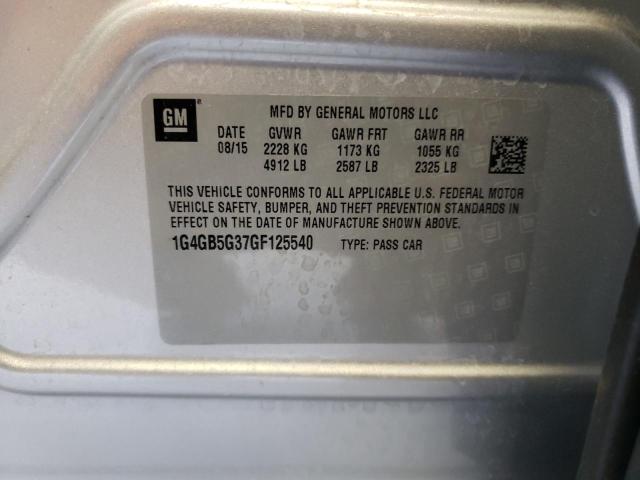 GM
MFD BY GENERAL MOTORS LLC
DATE GVWR GAWR FRT GAWR RR
08/15 2228 KG 1173 KG 1055 KG
4912 LB 2587 LB 2325 LB
THIS VEHICLE CONFORMS TO ALL APPLICABLE U.S. FEDERAL MOTOR
VEHICLE SAFETY, BUMPER, AND THEFT PREVENTION STANDARDS IN
EFFECT ON THE DATE OF MANUFACTURE SHOWN ABOVE.
1G4GB5G37GF125540 TYPE: PASS CAR